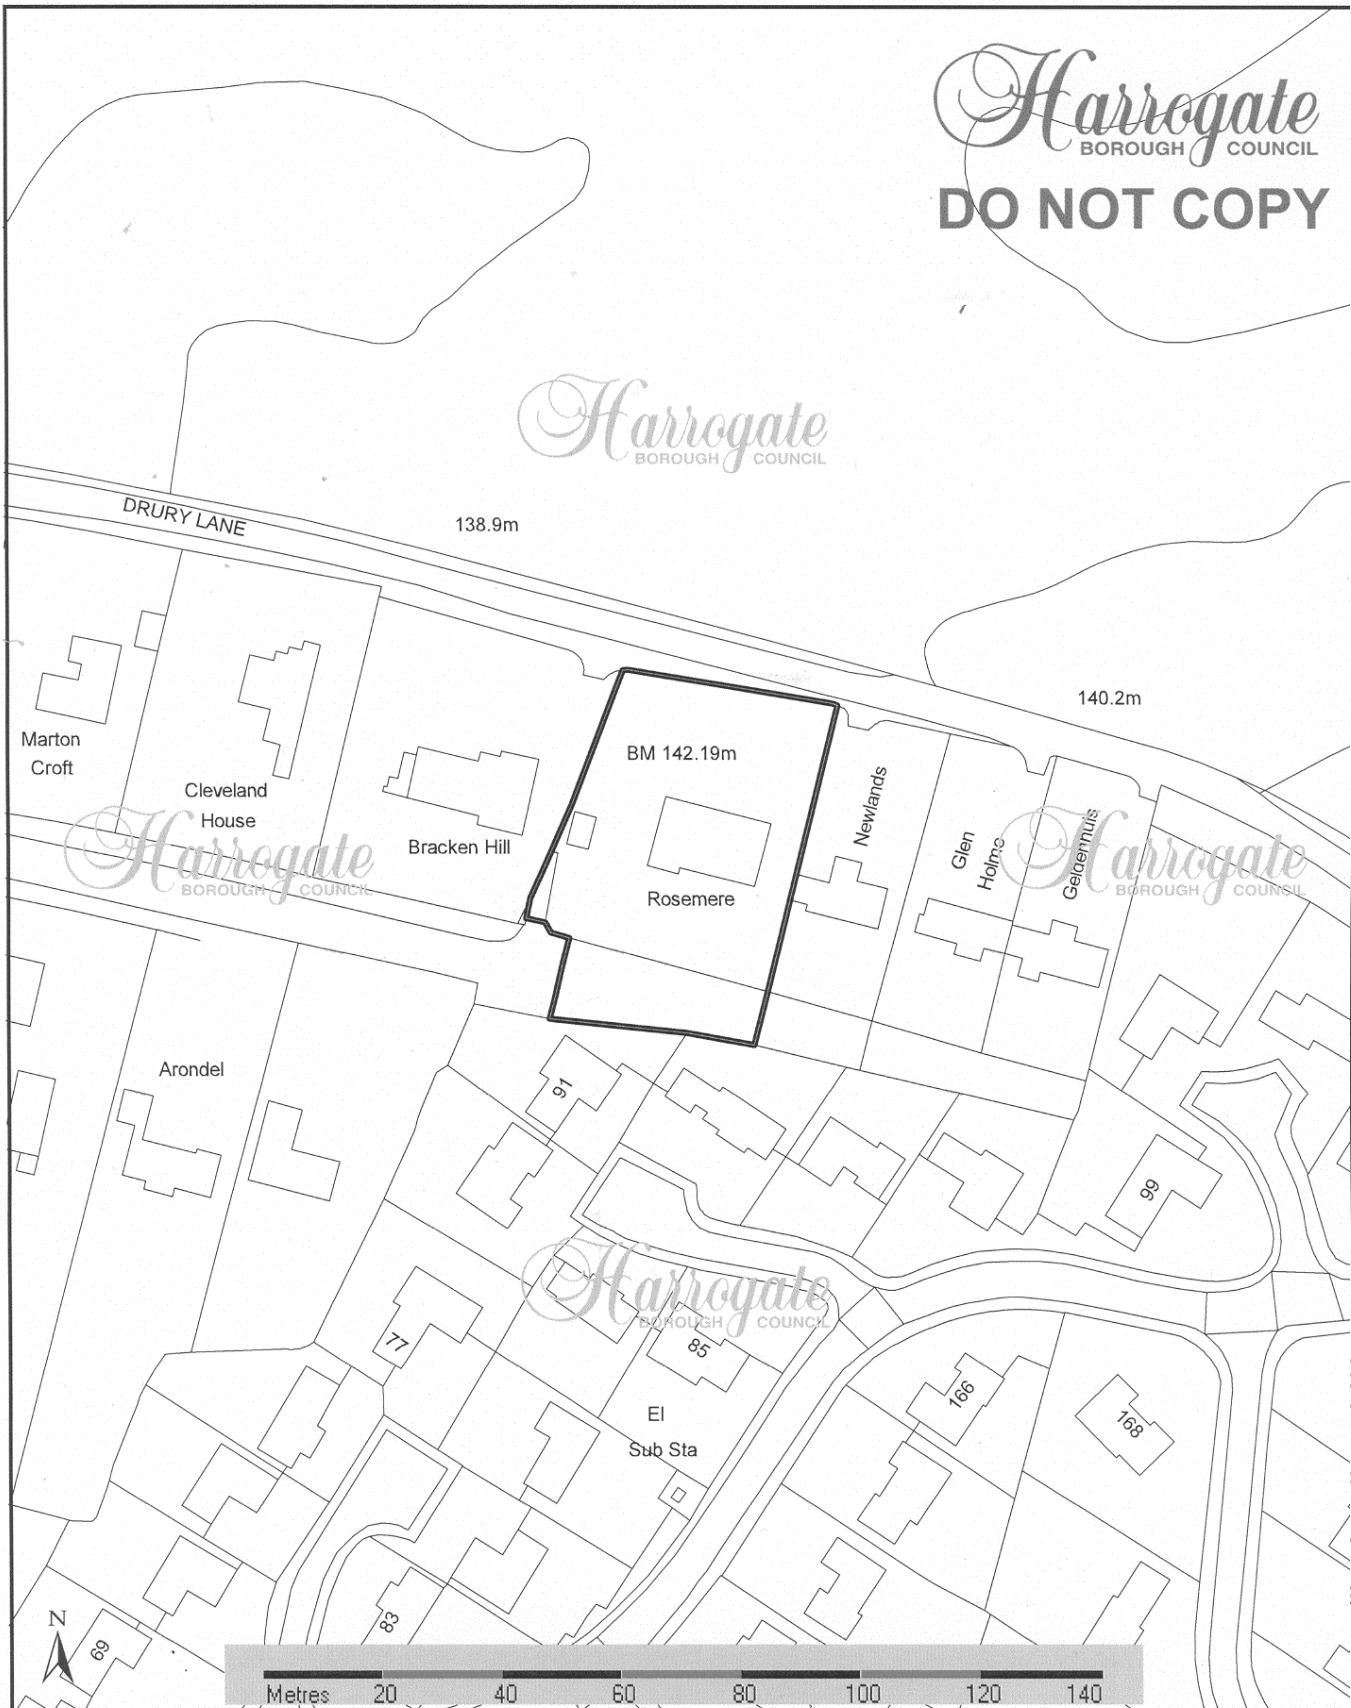 Harrogate
BOROUGH COUNCIL
DO NOT COPY
Harrogate
BOROUGH COUNCIL
DRURY LANE
138.9m
140.2m
Marton
Croft
BM 142.19m
Cleveland
House
Bracken Hill
Newlands
Glen
Holme
Geldennuis
Rosemere
Harrogate
BOROUGH COUNCIL
Harrogate
BOROUGH COUNCIL
Arondel
91
99
Harrogate
BOROUGH COUNCIL
77
85
166
168
El
Sub Sta
83
69
N
Metres 20 40 60 80 100 120 140